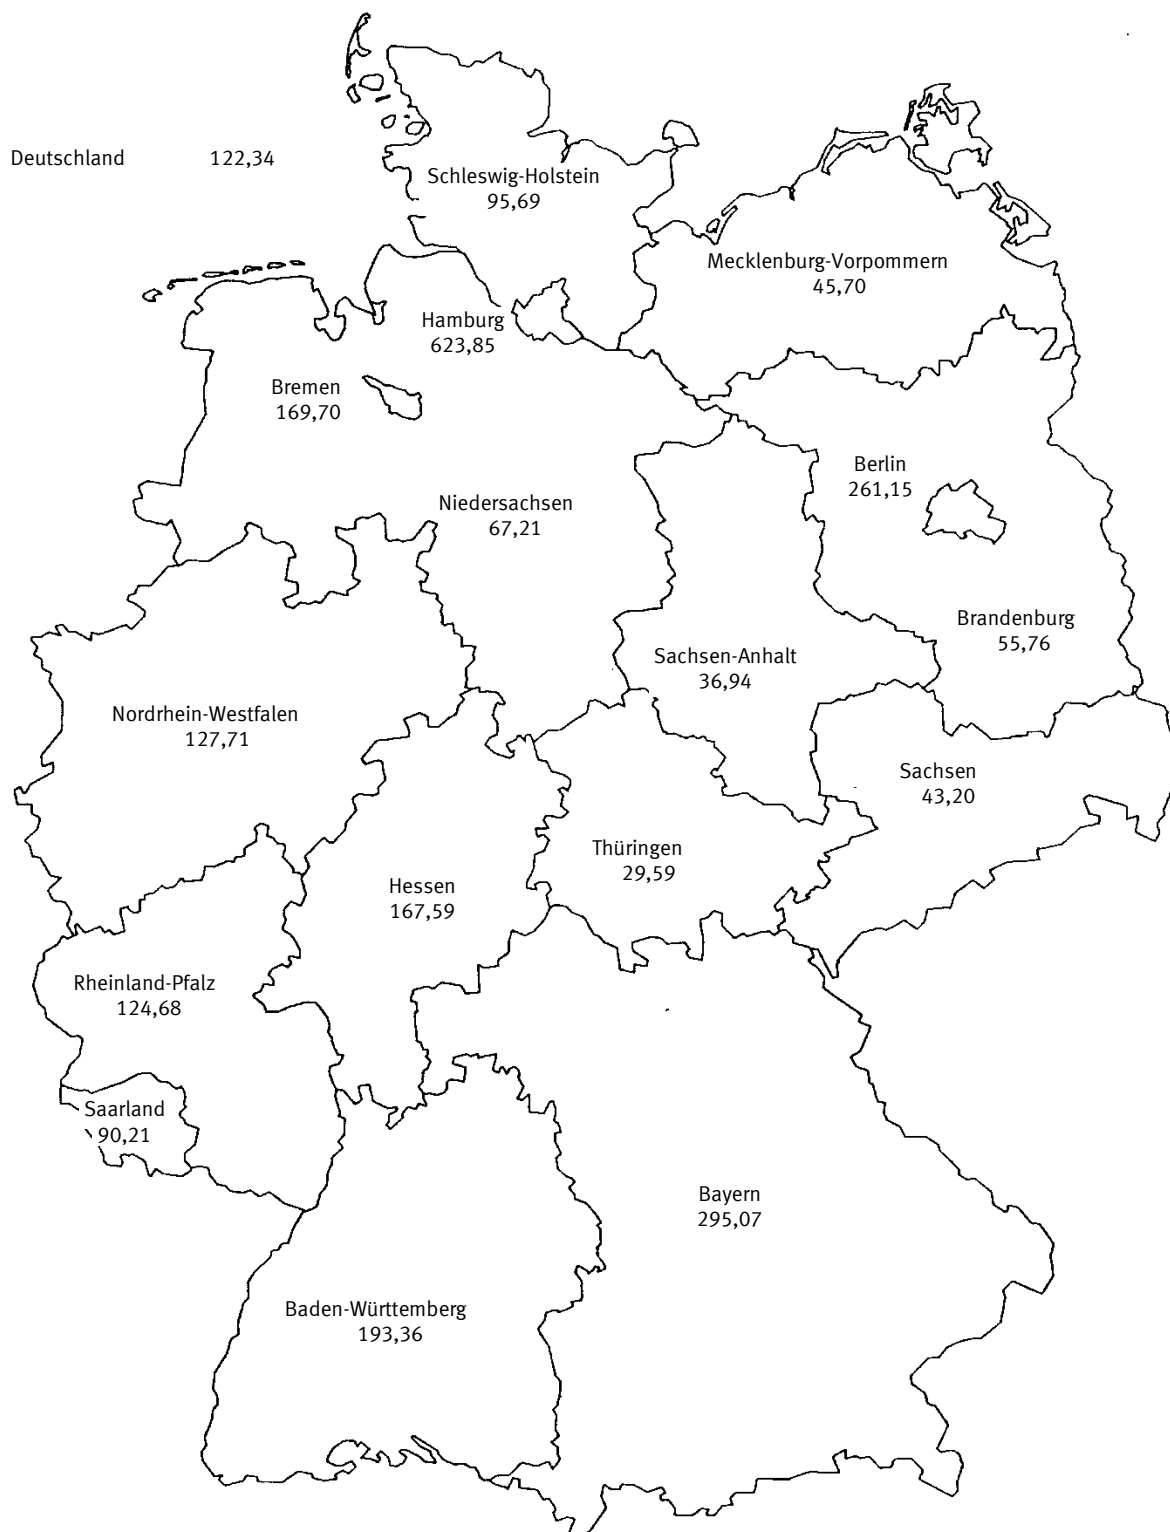 Deutschland 122,34
Schleswig-Holstein
95,69
Mecklenburg-Vorpommern
45,70
Hamburg
623,85
Bremen
169,70
Berlin
261,15
Niedersachsen
67,21
Brandenburg
55,76
Sachsen-Anhalt
36,94
Nordrhein-Westfalen
127,71
Sachsen
43,20
Thüringen
29,59
Hessen
167,59
Rheinland-Pfalz
124,68
Saarland
90,21
Bayern
295,07
Baden-Württemberg
193,36